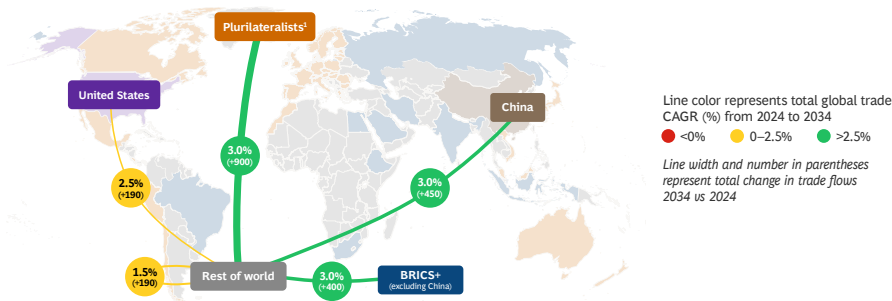 Plurilateralists¹
United States
China
3.0%
(+900)
2.5%
(+190)
3.0%
(+450)
1.5%
(+190)
Rest of world
3.0%
(+400)
BRICS+
(excluding China)
Line color represents total global trade
CAGR (%) from 2024 to 2034
<0%
0–2.5%
>2.5%
Line width and number in parentheses
represent total change in trade flows
2034 vs 2024